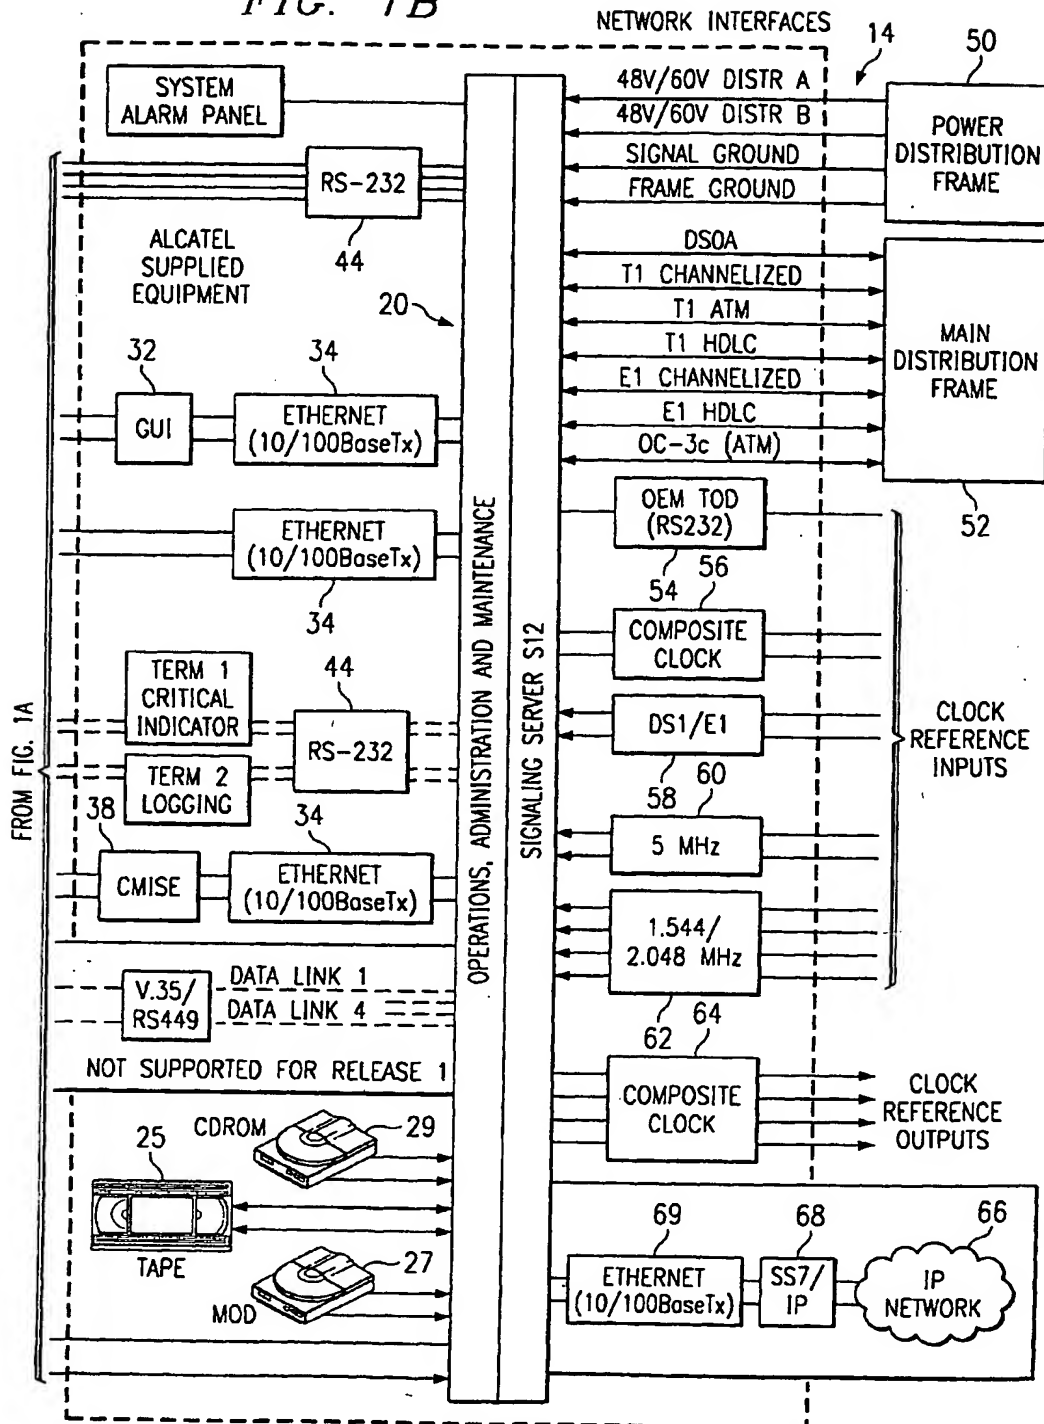 FIG. 1B
NETWORK INTERFACES
14
50
SYSTEM
ALARM PANEL
48V/60V DISTR A
48V/60V DISTR B
SIGNAL GROUND
FRAME GROUND
POWER
DISTRIBUTION
FRAME
RS-232
44
ALCATEL
SUPPLIED
EQUIPMENT
20
DS0A
T1 CHANNELIZED
T1 ATM
T1 HDLC
E1 CHANNELIZED
E1 HDLC
OC-3c (ATM)
MAIN
DISTRIBUTION
FRAME
52
32
34
GUI
ETHERNET
(10/100BaseTx)
ETHERNET
(10/100BaseTx)
34
OEM TOD
(RS232)
54
56
COMPOSITE
CLOCK
FROM FIG. 1A
OPERATIONS, ADMINISTRATION AND MAINTENANCE
SIGNALING SERVER S12
TERM 1
CRITICAL
INDICATOR
44
RS-232
TERM 2
LOGGING
DS1/E1
58
60
5 MHz
CLOCK
REFERENCE
INPUTS
38
34
CMISE
ETHERNET
(10/100BaseTx)
1.544/
2.048 MHz
62
64
V.35/
RS449
DATA LINK 1
DATA LINK 4
NOT SUPPORTED FOR RELEASE 1
COMPOSITE
CLOCK
CLOCK
REFERENCE
OUTPUTS
CDROM
29
25
TAPE
27
MOD
69
68
66
ETHERNET
(10/100BaseTx)
SS7/
IP
IP
NETWORK